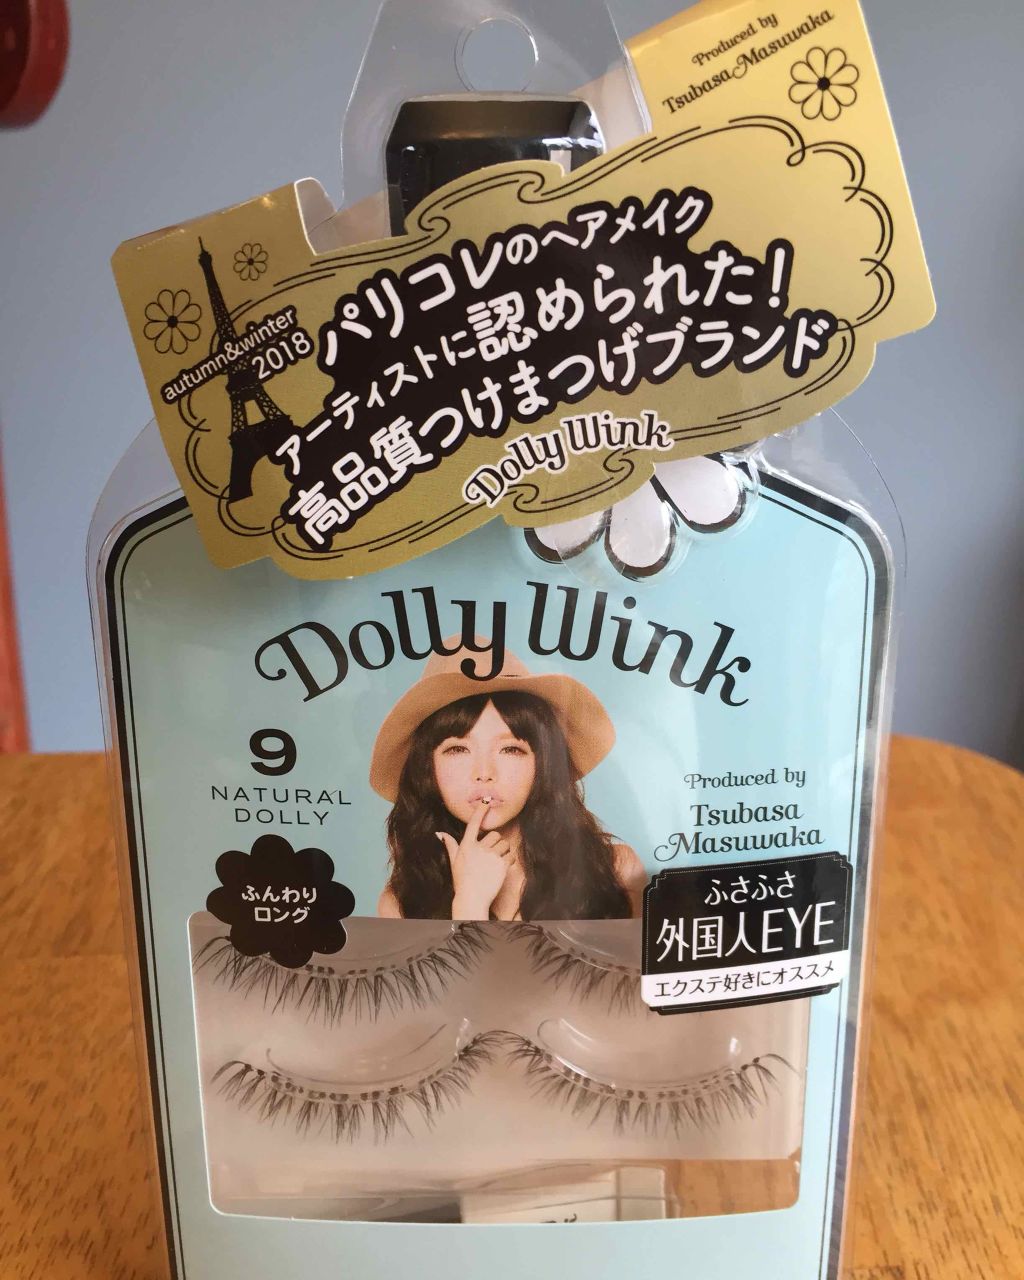 Produced by
Tsubasa Masuwaka
autumn&winter
2018
パリコレのヘアメイク
アーティストに認められた!
高品質つけまつげブランド
Dolly Wink
Dolly Wink
9
NATURAL
DOLLY
ふんわり
ロング
Produced by
Tsubasa
Masuwaka
ふさふさ
外国人EYE
エクステ好きにオススメ